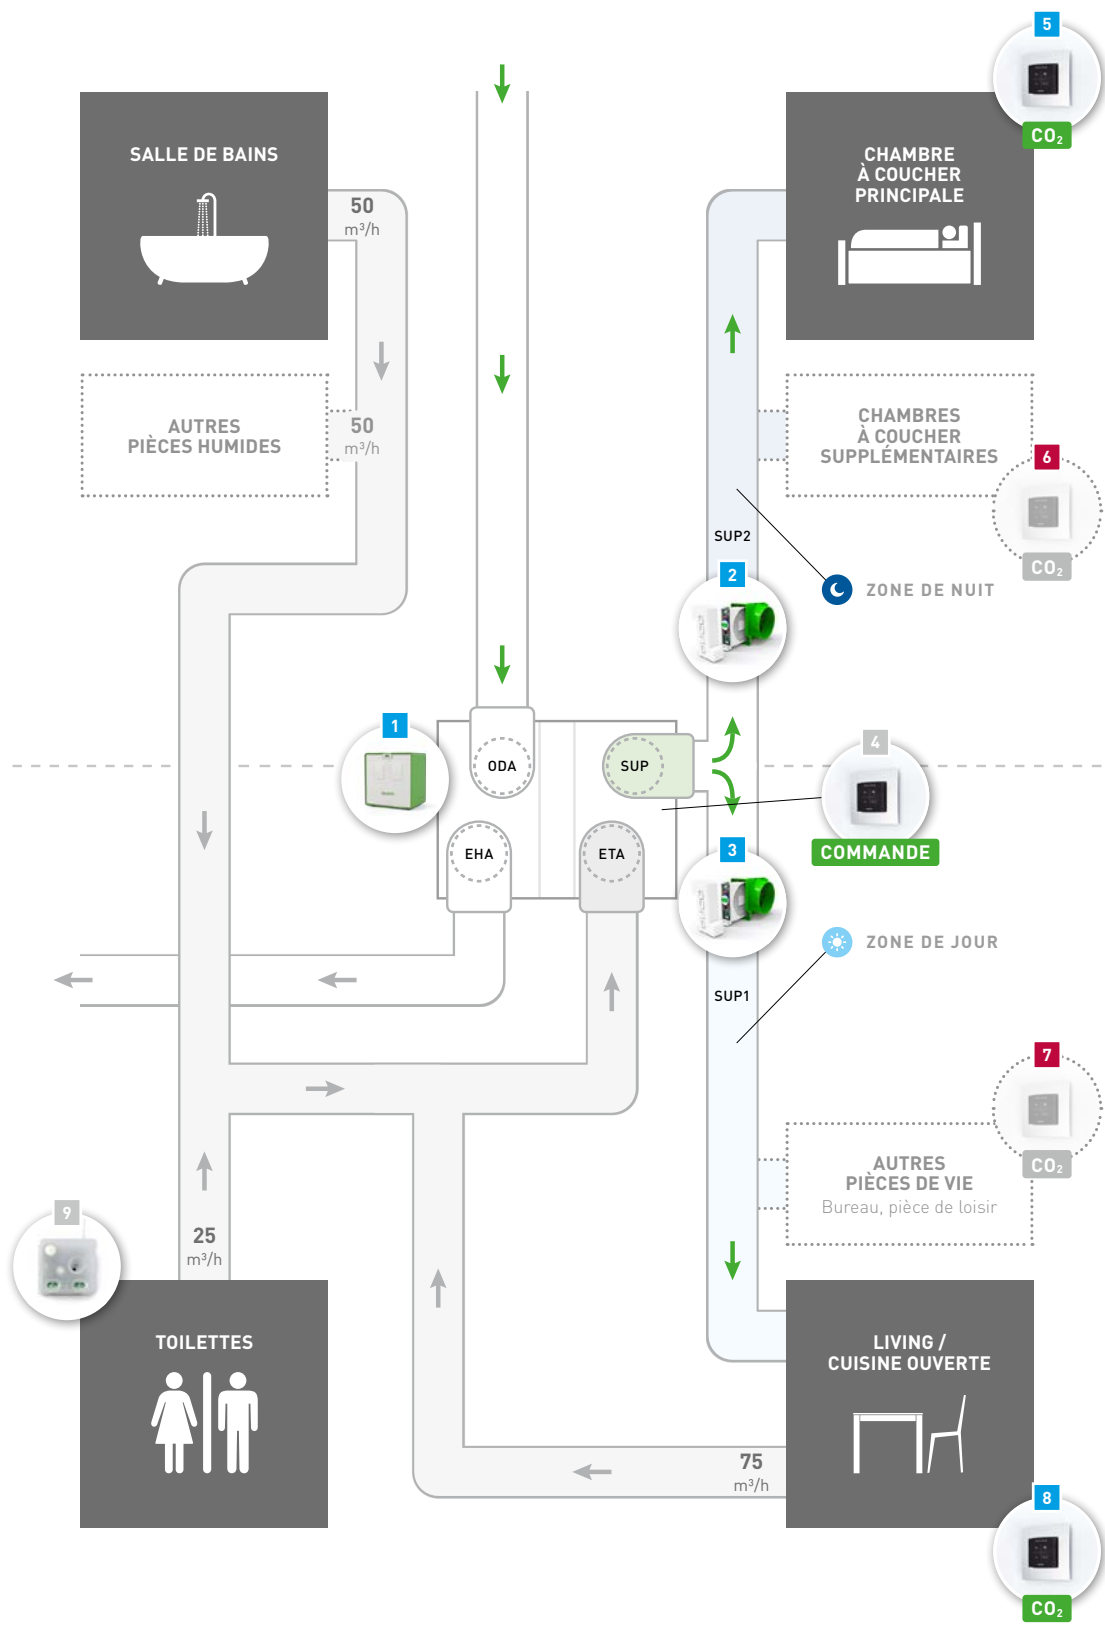 5
CO₂
SALLE DE BAINS
50
m³/h
CHAMBRE
À COUCHER
PRINCIPALE
AUTRES
PIÈCES HUMIDES
50
m³/h
CHAMBRES
À COUCHER
SUPPLÉMENTAIRES
6
CO₂
SUP2
2
ZONE DE NUIT
1
ODA
SUP
4
COMMANDE
EHA
ETA
3
ZONE DE JOUR
SUP1
7
CO₂
AUTRES
PIÈCES DE VIE
Bureau, pièce de loisir
9
25
m³/h
TOILETTES
LIVING /
CUISINE OUVERTE
75
m³/h
8
CO₂